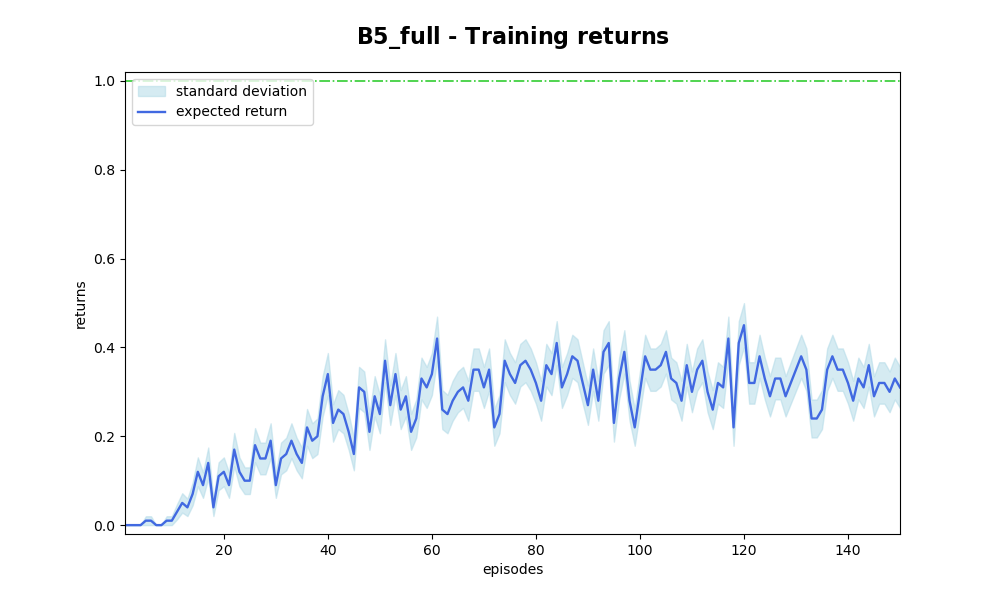 B5_full - Training returns
standard deviation
expected return
1.0
0.8
0.6
0.4
0.2
0.0
returns
20 40 60 80 100 120 140
episodes